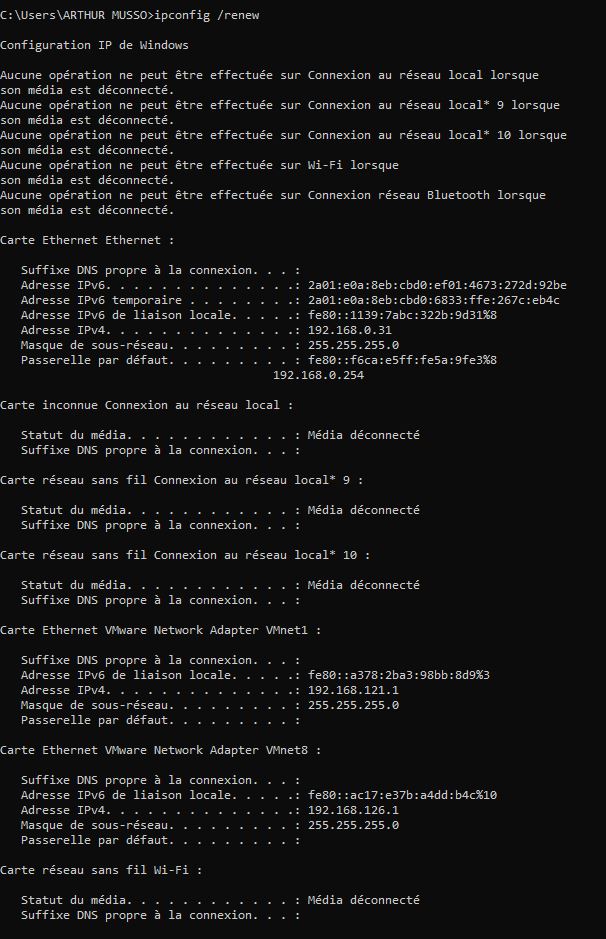 C:\Users\ARTHUR MUSSO>ipconfig /renew
Configuration IP de Windows
Aucune opération ne peut être effectuée sur Connexion au réseau local lorsque
son média est déconnecté.
Aucune opération ne peut être effectuée sur Connexion au réseau local* 9 lorsque
son média est déconnecté.
Aucune opération ne peut être effectuée sur Connexion au réseau local* 10 lorsque
son média est déconnecté.
Aucune opération ne peut être effectuée sur Wi-Fi lorsque
son média est déconnecté.
Aucune opération ne peut être effectuée sur Connexion réseau Bluetooth lorsque
son média est déconnecté.
Carte Ethernet Ethernet :
Suffixe DNS propre à la connexion. . . :
Adresse IPv6. . . . . . . . . . . . . .: 2a01:e0a:8eb:cbd0:ef01:4673:272d:92be
Adresse IPv6 temporaire . . . . . . . .: 2a01:e0a:8eb:cbd0:6833:ffe:267c:eb4c
Adresse IPv6 de liaison locale. . . . .: fe80::1139:7abc:322b:9d31%8
Adresse IPv4. . . . . . . . . . . . . .: 192.168.0.31
Masque de sous-réseau. . . . . . . . . : 255.255.255.0
Passerelle par défaut. . . . . . . . . : fe80::f6ca:e5ff:fe5a:9fe3%8
192.168.0.254
Carte inconnue Connexion au réseau local :
Statut du média. . . . . . . . . . . . : Média déconnecté
Suffixe DNS propre à la connexion. . . :
Carte réseau sans fil Connexion au réseau local* 9 :
Statut du média. . . . . . . . . . . . : Média déconnecté
Suffixe DNS propre à la connexion. . . :
Carte réseau sans fil Connexion au réseau local* 10 :
Statut du média. . . . . . . . . . . . : Média déconnecté
Suffixe DNS propre à la connexion. . . :
Carte Ethernet VMware Network Adapter VMnet1 :
Suffixe DNS propre à la connexion. . . :
Adresse IPv6 de liaison locale. . . . .: fe80::a378:2ba3:98bb:8d9%3
Adresse IPv4. . . . . . . . . . . . . .: 192.168.121.1
Masque de sous-réseau. . . . . . . . . : 255.255.255.0
Passerelle par défaut. . . . . . . . . :
Carte Ethernet VMware Network Adapter VMnet8 :
Suffixe DNS propre à la connexion. . . :
Adresse IPv6 de liaison locale. . . . .: fe80::ac17:e37b:a4dd:b4c%10
Adresse IPv4. . . . . . . . . . . . . .: 192.168.126.1
Masque de sous-réseau. . . . . . . . . : 255.255.255.0
Passerelle par défaut. . . . . . . . . :
Carte réseau sans fil Wi-Fi :
Statut du média. . . . . . . . . . . . : Média déconnecté
Suffixe DNS propre à la connexion. . . :